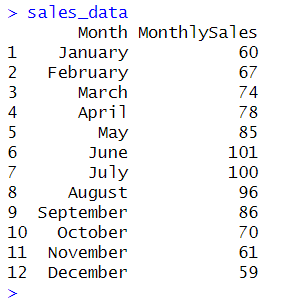 > sales_data
Month MonthlySales
1 January 60
2 February 67
3 March 74
4 April 78
5 May 85
6 June 101
7 July 100
8 August 96
9 September 86
10 October 70
11 November 61
12 December 59
>